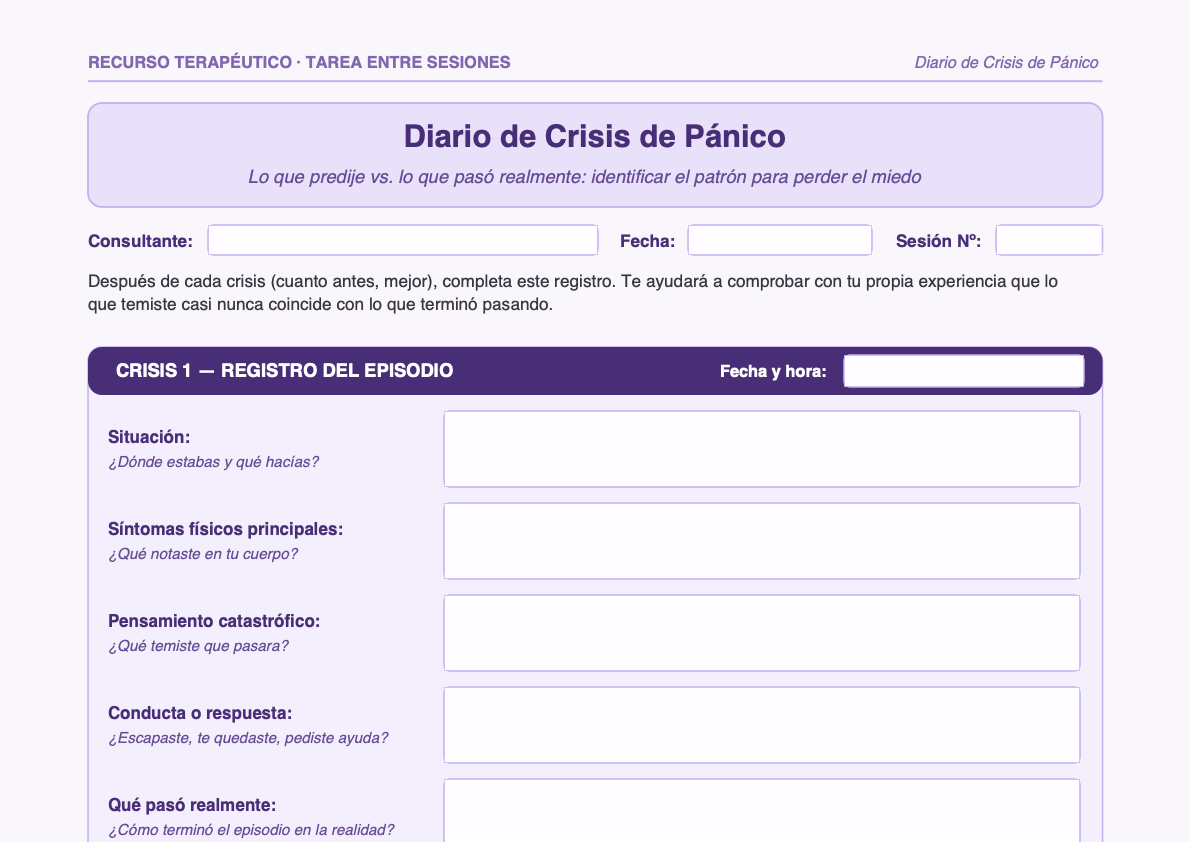 RECURSO TERAPÉUTICO · TAREA ENTRE SESIONES
Diario de Crisis de Pánico
Diario de Crisis de Pánico
Lo que predije vs. lo que pasó realmente: identificar el patrón para perder el miedo
Consultante: Fecha: Sesión Nº:
Después de cada crisis (cuanto antes, mejor), completa este registro. Te ayudará a comprobar con tu propia experiencia que lo
que temiste casi nunca coincide con lo que terminó pasando.
CRISIS 1 — REGISTRO DEL EPISODIO Fecha y hora:
Situación:
¿Dónde estabas y qué hacías?
Síntomas físicos principales:
¿Qué notaste en tu cuerpo?
Pensamiento catastrófico:
¿Qué temiste que pasara?
Conducta o respuesta:
¿Escapaste, te quedaste, pediste ayuda?
Qué pasó realmente:
¿Cómo terminó el episodio en la realidad?